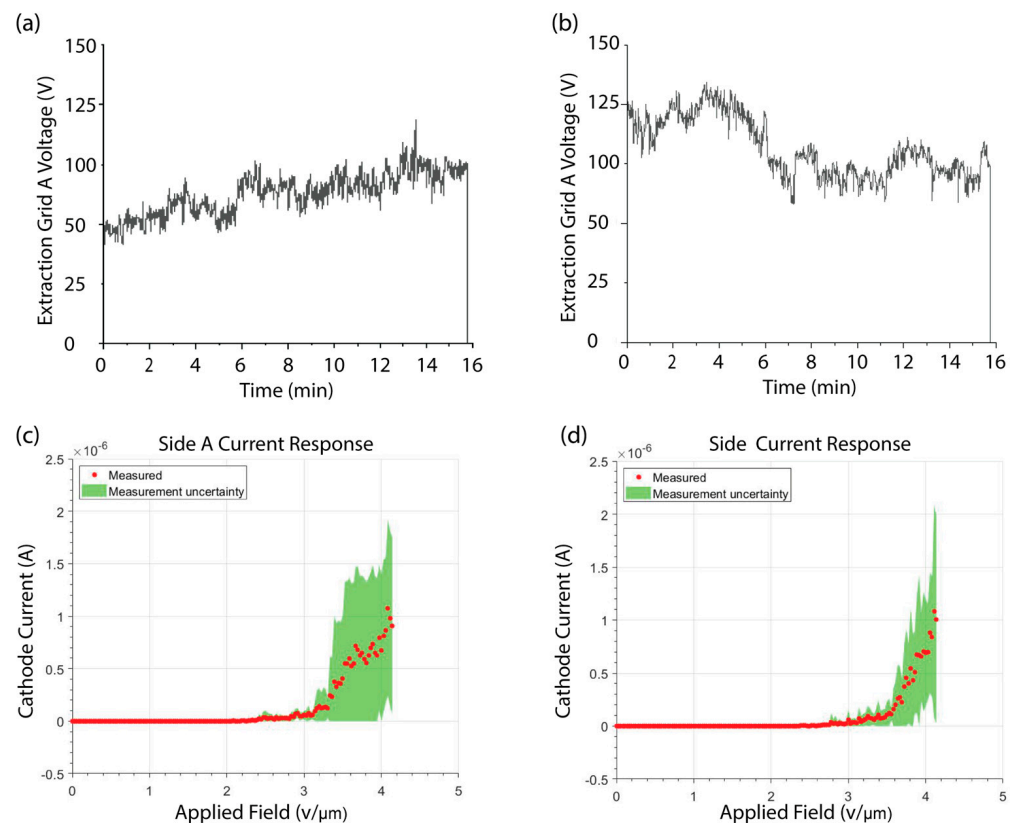 (a)
150
125
100
50
25
0
Extraction Grid A Voltage (V)
0 2 4 6 8 10 12 14 16
Time (min)
(b)
150
125
100
50
25
0
Extraction Grid A Voltage (V)
0 2 4 6 8 10 12 14 16
Time (min)
(c)
Side A Current Response
×10-6
2.5
2
1.5
1
0.5
0
-0.5
Measured
Measurement uncertainty
Cathode Current (A)
0 1 2 3 4 5
Applied Field (v/µm)
(d)
Side Current Response
×10-6
2.5
2
1.5
1
0.5
0
-0.5
Measured
Measurement uncertainty
Cathode Current (A)
0 1 2 3 4 5
Applied Field (v/µm)